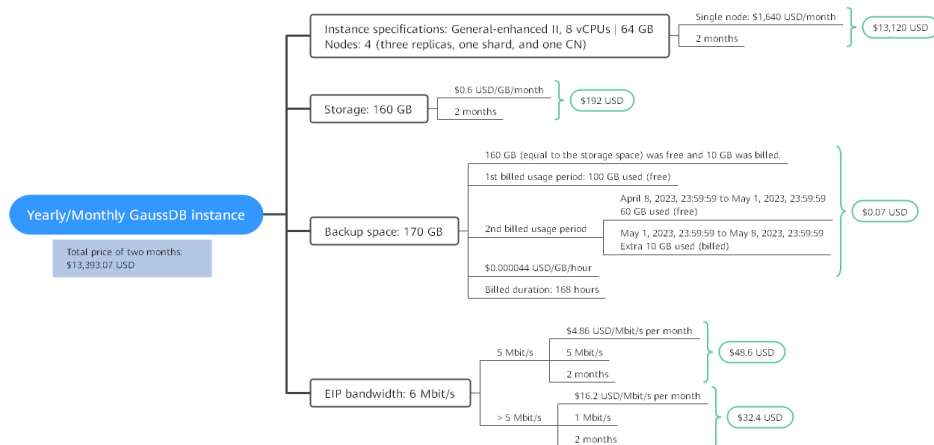 Yearly/Monthly GaussDB instance
Total price of two months:
$13,393.07 USD
Instance specifications: General-enhanced II, 8 vCPUs | 64 GB
Nodes: 4 (three replicas, one shard, and one CN)
Single node: $1,640 USD/month
2 months
$13,120 USD
Storage: 160 GB
$0.6 USD/GB/month
2 months
$192 USD
Backup space: 170 GB
160 GB (equal to the storage space) was free and 10 GB was billed.
1st billed usage period: 100 GB used (free)
2nd billed usage period
April 8, 2023, 23:59:59 to May 1, 2023, 23:59:59
60 GB used (free)
May 1, 2023, 23:59:59 to May 8, 2023, 23:59:59
Extra 10 GB used (billed)
$0.000044 USD/GB/hour
Billed duration: 168 hours
$0.07 USD
EIP bandwidth: 6 Mbit/s
5 Mbit/s
$4.86 USD/Mbit/s per month
5 Mbit/s
2 months
$48.6 USD
> 5 Mbit/s
$16.2 USD/Mbit/s per month
1 Mbit/s
2 months
$32.4 USD